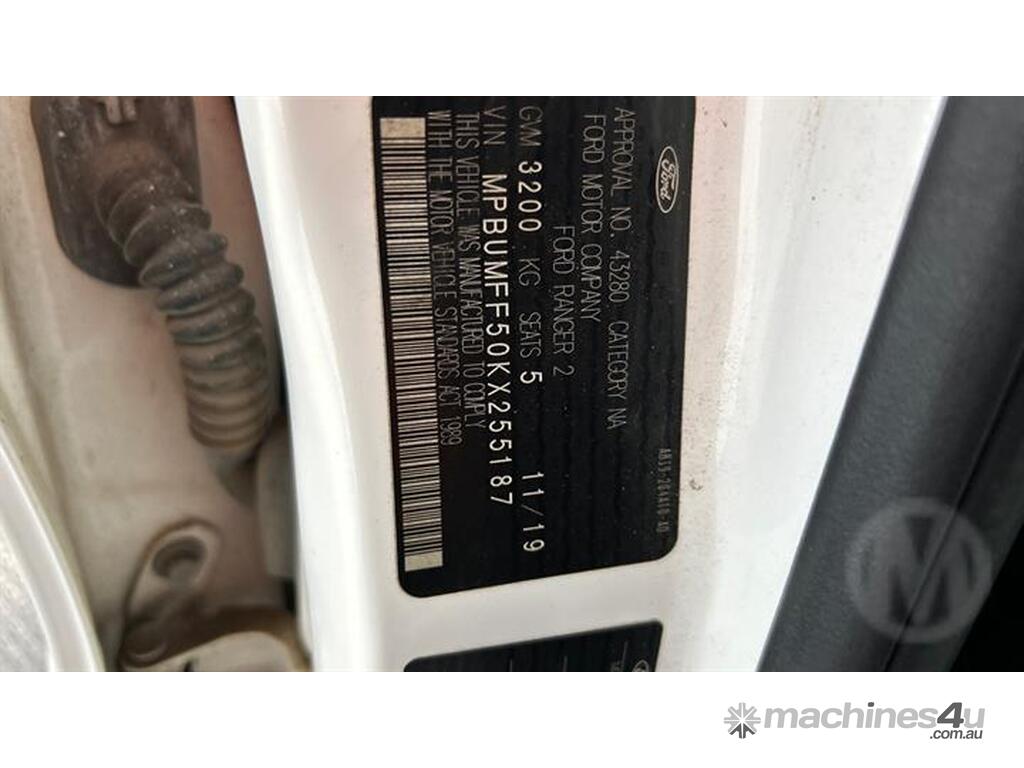 Ford
APPROVAL NO. 43280 CATEGORY NA
FORD MOTOR COMPANY
FORD RANGER 2
GVM 3200 KG SEATS 5 11/19
VIN MPBUMFF50KX255187
THIS VEHICLE WAS MANUFACTURED TO COMPLY
WITH THE MOTOR VEHICLE STANDARDS ACT 1989
M
machines4u
.com.au